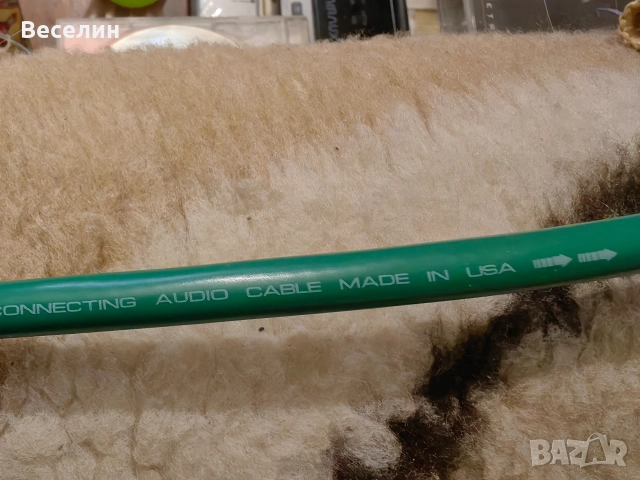 Веселин
CONNECTING AUDIO CABLE MADE IN USA
BAZAR